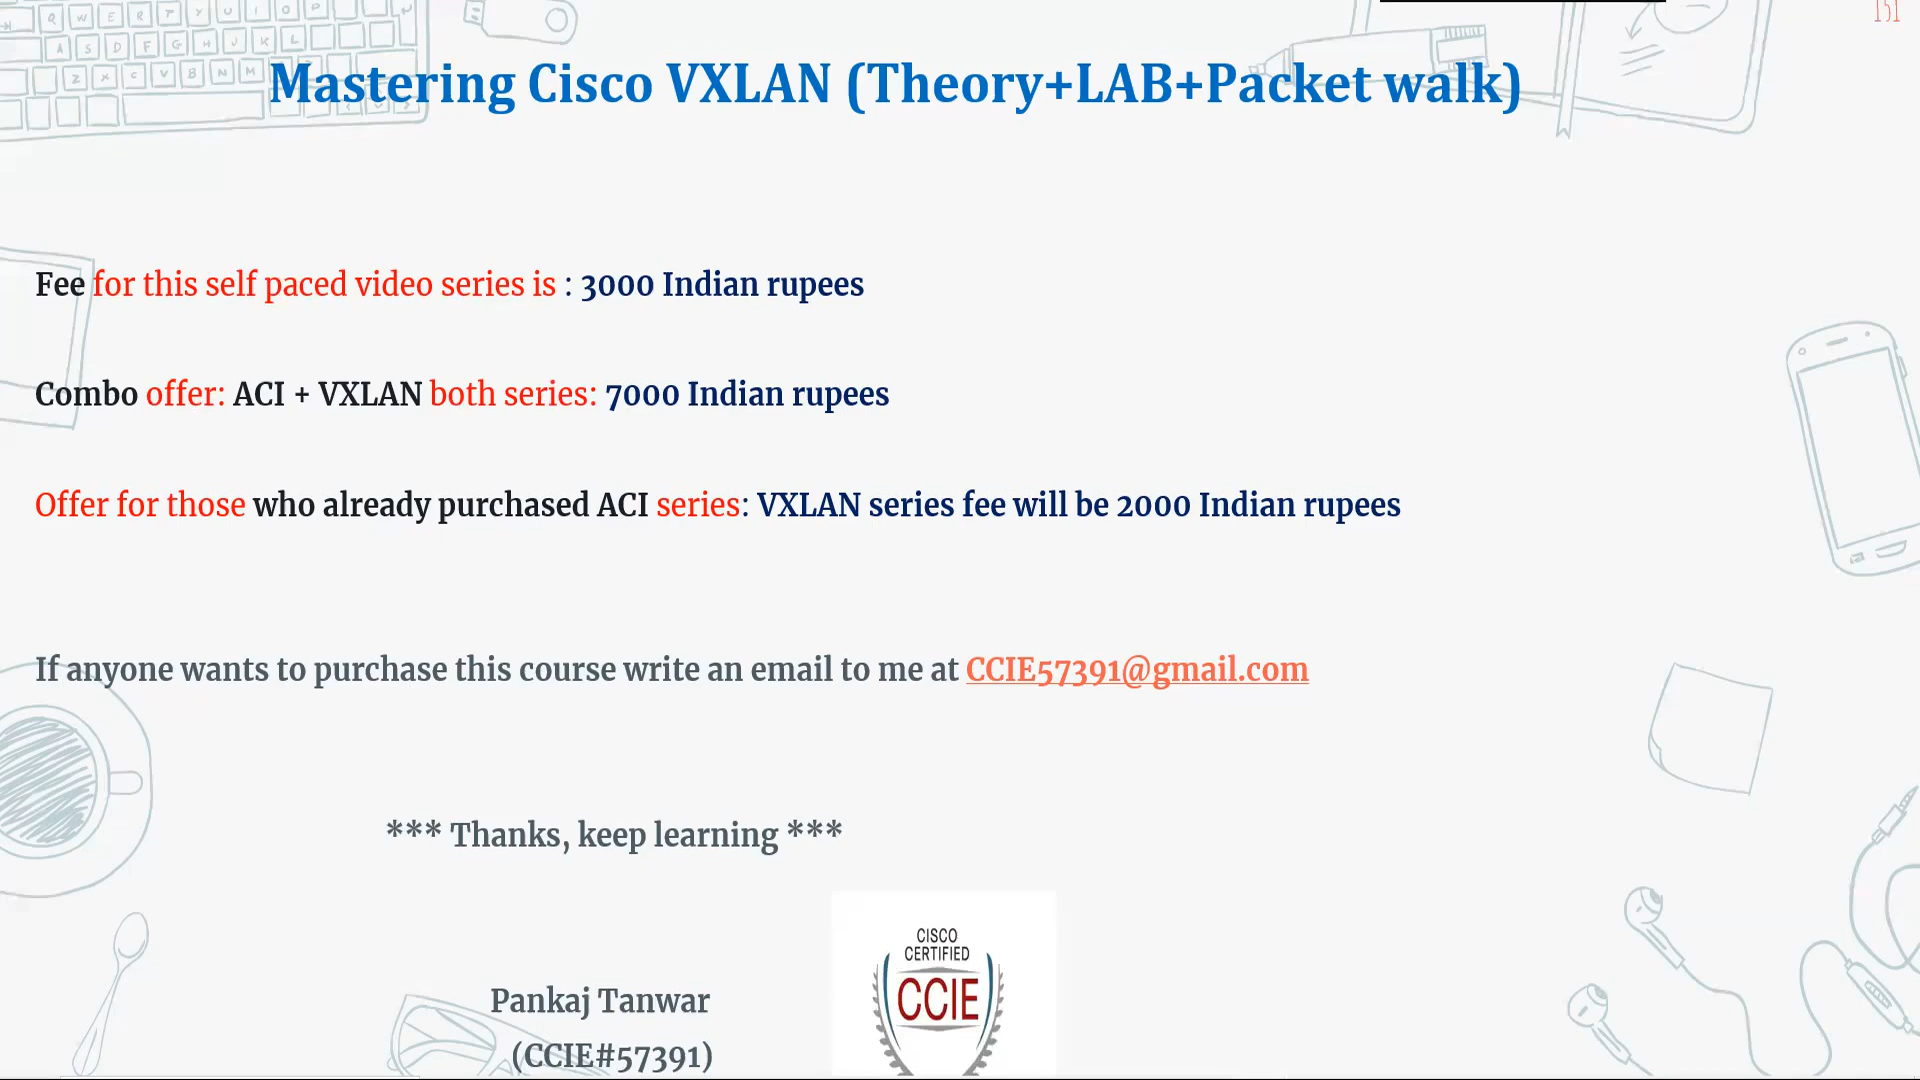 151
Mastering Cisco VXLAN (Theory+LAB+Packet walk)
Fee for this self paced video series is : 3000 Indian rupees
Combo offer: ACI + VXLAN both series: 7000 Indian rupees
Offer for those who already purchased ACI series: VXLAN series fee will be 2000 Indian rupees
If anyone wants to purchase this course write an email to me at CCIE57391@gmail.com
*** Thanks, keep learning ***
CISCO
CERTIFIED
CCIE
Pankaj Tanwar
(CCIE#57391)